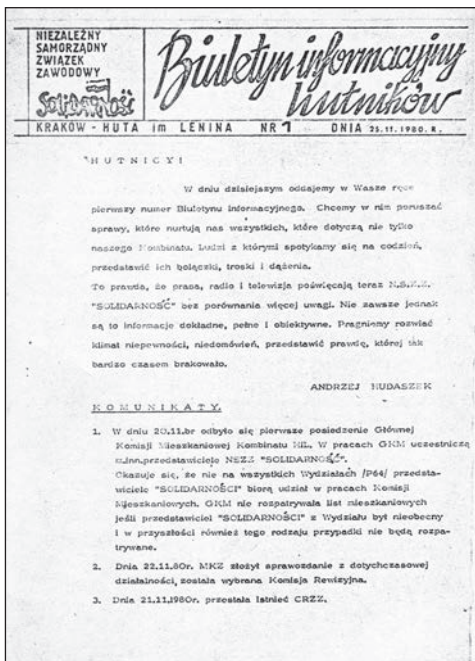 NIEZALEŻNY
SAMORZĄDNY
ZWIĄZEK
ZAWODOWY
SOLIDARNOŚĆ
Biuletyn informacyjny
hutników
KRAKÓW - HUTA im LENINA NR 1 DNIA 25.11.1980.R.
HUTNICY!
W dniu dzisiejszym oddajemy w Wasze ręce
pierwszy numer Biuletynu informacyjnego. Chcemy w nim poruszać
sprawy, które nurtują nas wszystkich, które dotyczą nie tylko
naszego Kombinatu. Ludzi z którymi spotykamy się na codzień,
przedstawić ich bolączki, troski i dążenia.
To prawda, że prasa, radio i telewizja poświęcają teraz N.S.Z.Z.
"SOLIDARNOŚĆ" bez porównania więcej uwagi. Nie zawsze jednak
są to informacje dokładne, pełne i obiektywne. Pragniemy rozwiać
klimat niepewności, niedomówień, przedstawić prawdę, której tak
bardzo czasem brakowało.
ANDRZEJ HUDASZEK
KOMUNIKATY.
1. W dniu 20.11.br odbyło się pierwsze posiedzenie Głównej
Komisji Mieszkaniowej Kombinatu HiL. W pracach GKM uczestniczą
m.inn.przedstawiciele NSZZ "SOLIDARNOŚĆ".
Okazuje się, że nie na wszystkich Wydziałach /P64/ przedsta-
wiciele "SOLIDARNOŚCI" biorą udział w pracach Komisji
Mieszkaniowych. GKM nie rozpatrywała list mieszkaniowych
jeśli przedstawiciel "SOLIDARNOŚCI" z Wydziału był nieobecny
i w przyszłości również tego rodzaju przypadki nie będą rozpa-
trywane.
2. Dnia 22.11.80r. MKZ złożył sprawozdanie z dotychczasowej
działalności, została wybrana Komisja Rewizyjna.
3. Dnia 21.11.1980r. przestała istnieć CRZZ.